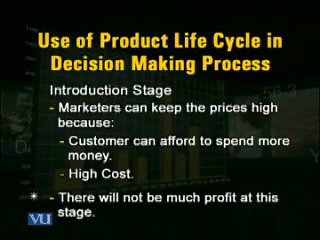 Use of Product Life Cycle in
Decision Making Process
Introduction Stage
- Marketers can keep the prices high
because:
- Customer can afford to spend more
money.
- High Cost.
* - There will not be much profit at this
stage.
VU